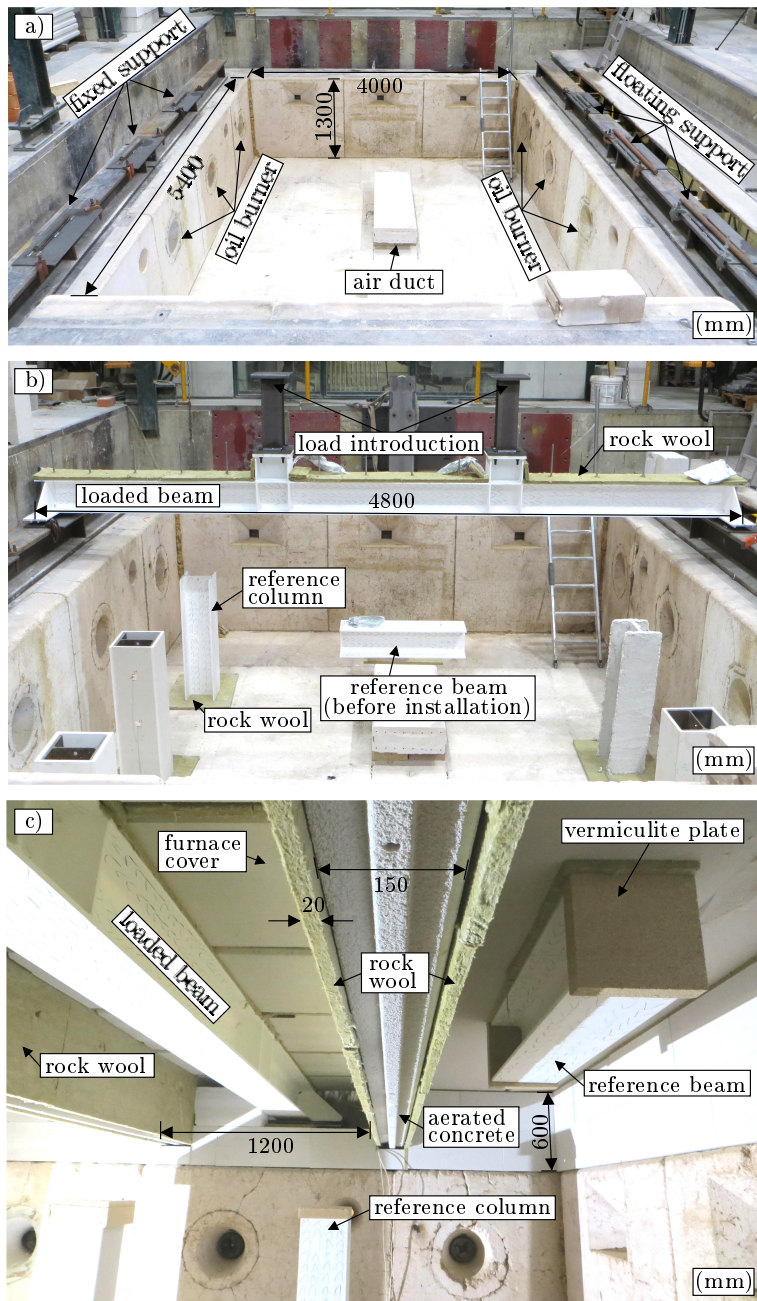 a)
fixed support
4000
floating support
1300
5400
oil burner
oil burner
air duct
(mm)
b)
load introduction
rock wool
loaded beam
4800
reference
column
reference beam
(before installation)
rock wool
(mm)
c)
furnace
cover
vermiculite plate
150
20
loaded beam
rock
wool
rock wool
reference beam
aerated
concrete
600
1200
reference column
(mm)